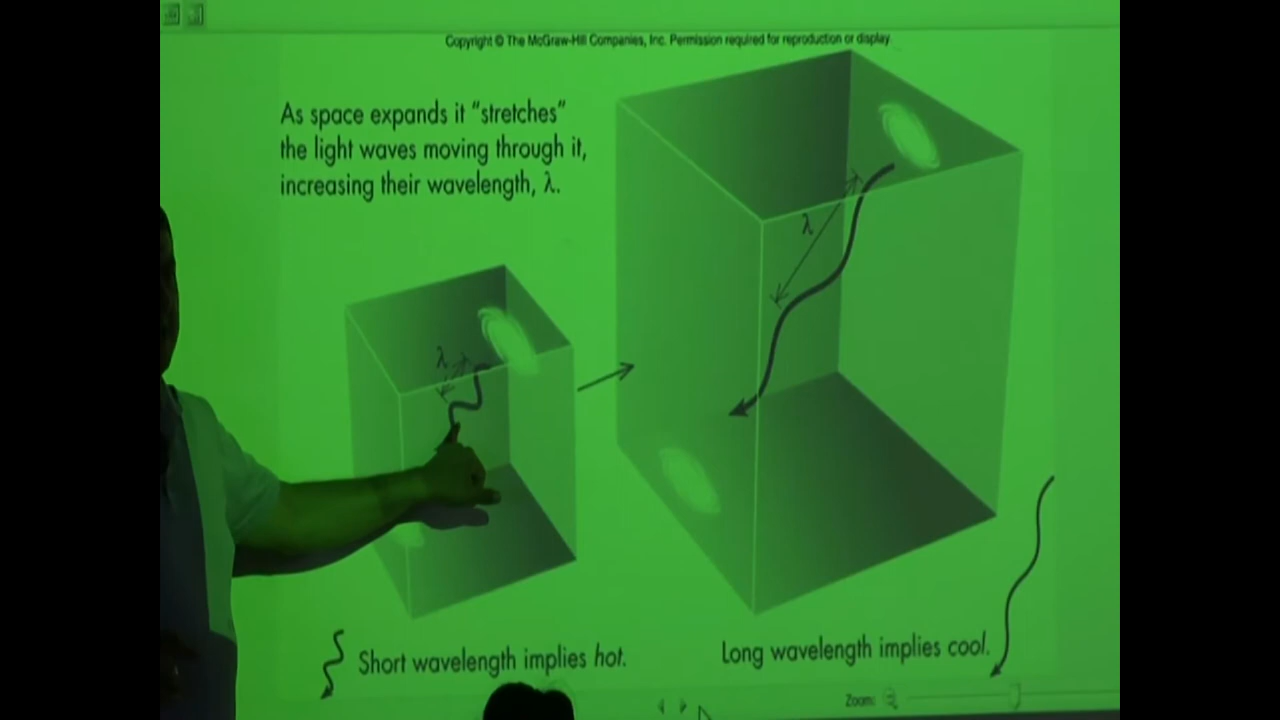 Copyright © The McGraw-Hill Companies, Inc. Permission required for reproduction or display
As space expands it “stretches”
the light waves moving through it,
increasing their wavelength, λ.
λ
λ
Short wavelength implies hot.
Long wavelength implies cool.
Zoom: